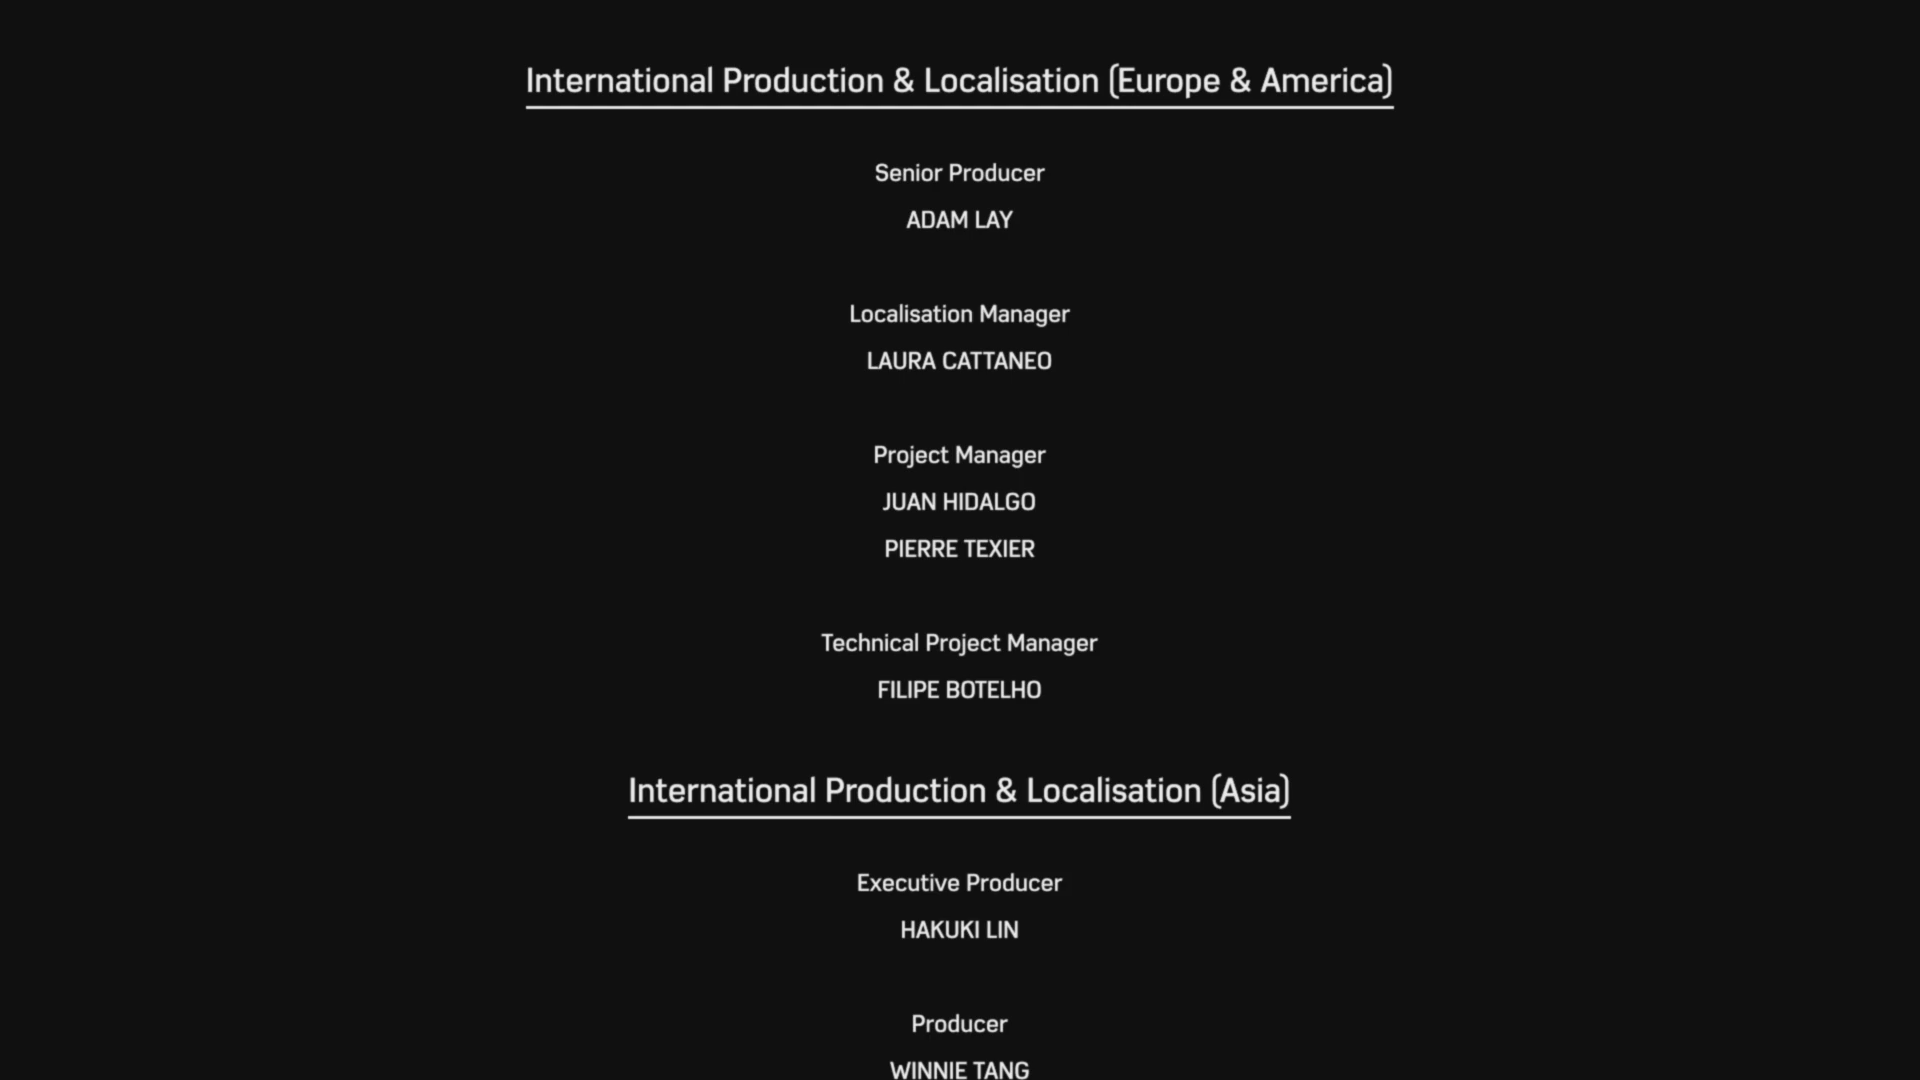 International Production & Localisation (Europe & America)
Senior Producer
ADAM LAY
Localisation Manager
LAURA CATTANEO
Project Manager
JUAN HIDALGO
PIERRE TEXIER
Technical Project Manager
FILIPE BOTELHO
International Production & Localisation (Asia)
Executive Producer
HAKUKI LIN
Producer
WINNIE TANG